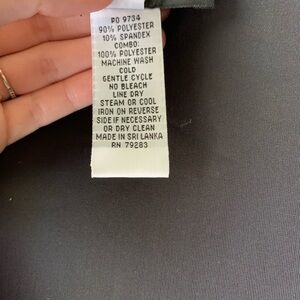 PO 9734
90% POLYESTER
10% SPANDEX
COMBO:
100% POLYESTER
MACHINE WASH
COLD
GENTLE CYCLE
NO BLEACH
LINE DRY
STEAM OR COOL
IRON ON REVERSE
SIDE IF NECESSARY
OR DRY CLEAN
MADE IN SRI LANKA
RN 79283